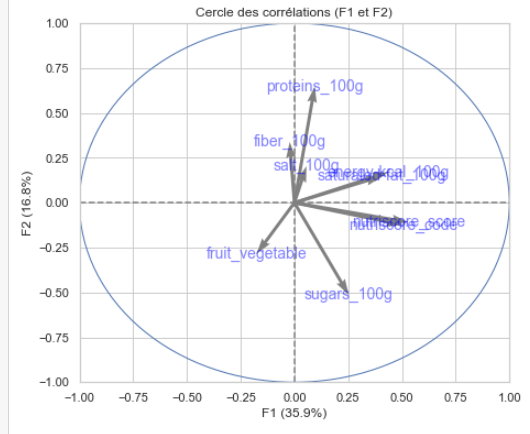 Cercle des corrélations (F1 et F2)
1.00
0.75
0.50
0.25
0.00
−0.25
−0.50
−0.75
−1.00
F2 (16.8%)
proteins_100g
fiber_100g
salt_100g
energy-kcal_100g
saturated-fat_100g
nutriscore_score
nutriscore_code
fruit_vegetable
sugars_100g
−1.00 −0.75 −0.50 −0.25 0.00 0.25 0.50 0.75 1.00
F1 (35.9%)